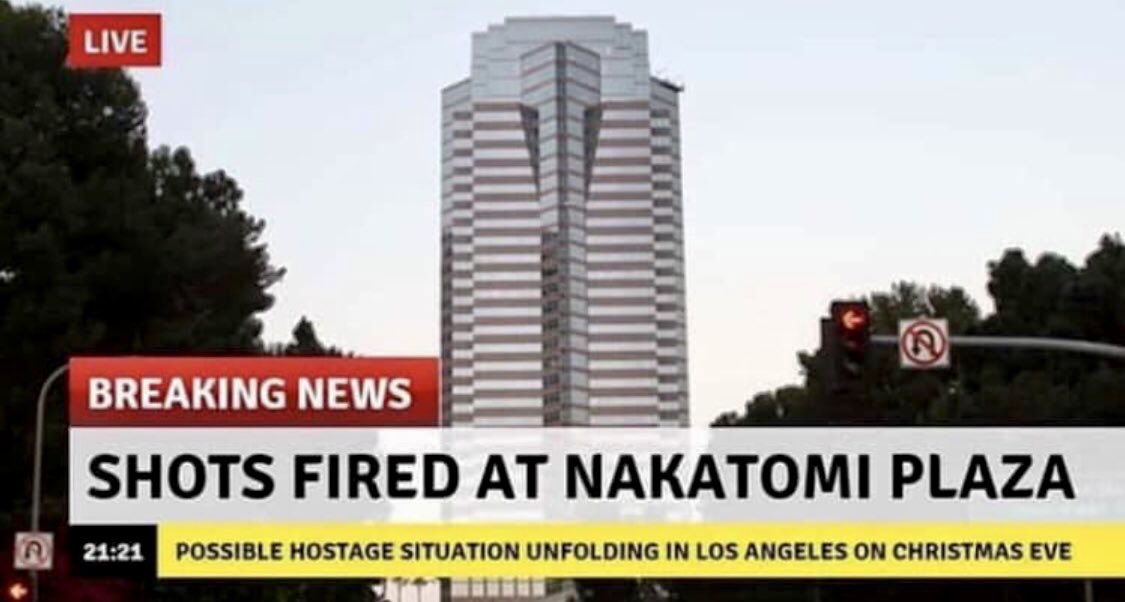 LIVE
BREAKING NEWS
SHOTS FIRED AT NAKATOMI PLAZA
21:21 POSSIBLE HOSTAGE SITUATION UNFOLDING IN LOS ANGELES ON CHRISTMAS EVE